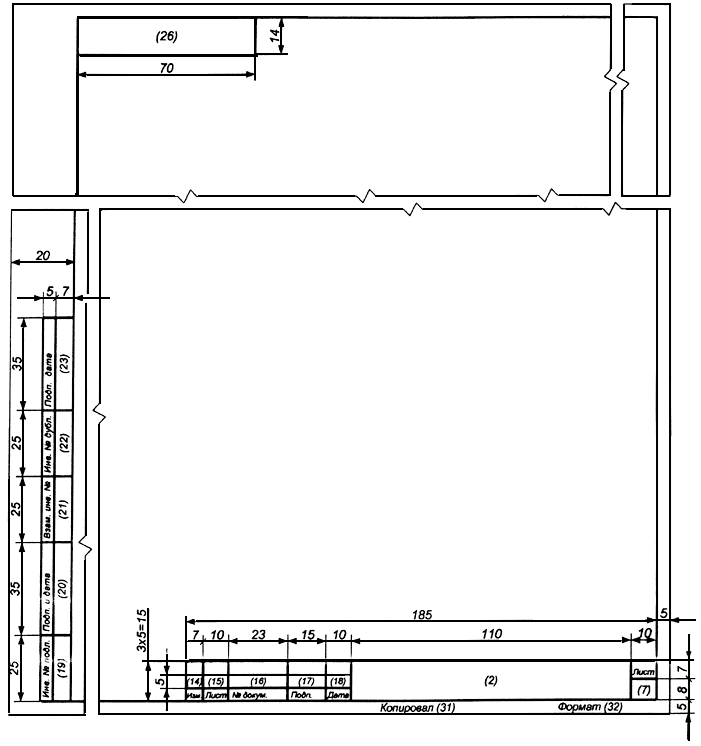 (26)
14
70
20
5 7
35 Подп. дата (23)
25 Инв. № дубл. (22)
25 Взам. инв. № (21)
35 Подп. и дата (20)
25 Инв. № подл. (19)
185 5
3x5=15 7 10 23 15 10 110 10
Лист 7
5 (14) (15) (16) (17) (18) (2)
Изм Лист № докум. Подп. Дата (7) 8
Копировал (31) Формат (32) 5